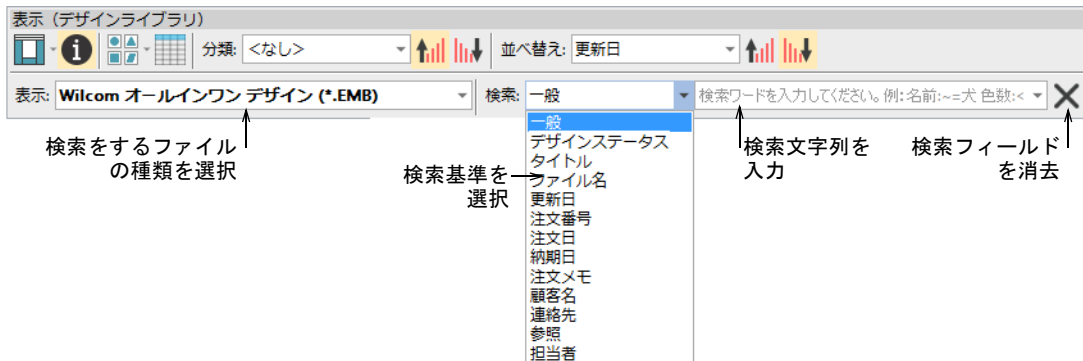 表示（デザインライブラリ）
分類: <なし> 並べ替え: 更新日
表示: Wilcom オールインワン デザイン (*.EMB) 検索: 一般 検索ワードを入力してください。例: 名前:~=犬 色数:<
検索をするファイル
の種類を選択
検索基準を
選択
一般
デザインステータス
タイトル
ファイル名
更新日
注文番号
注文日
納期日
注文メモ
顧客名
連絡先
参照
担当者
検索文字列を
入力
検索フィールド
を消去